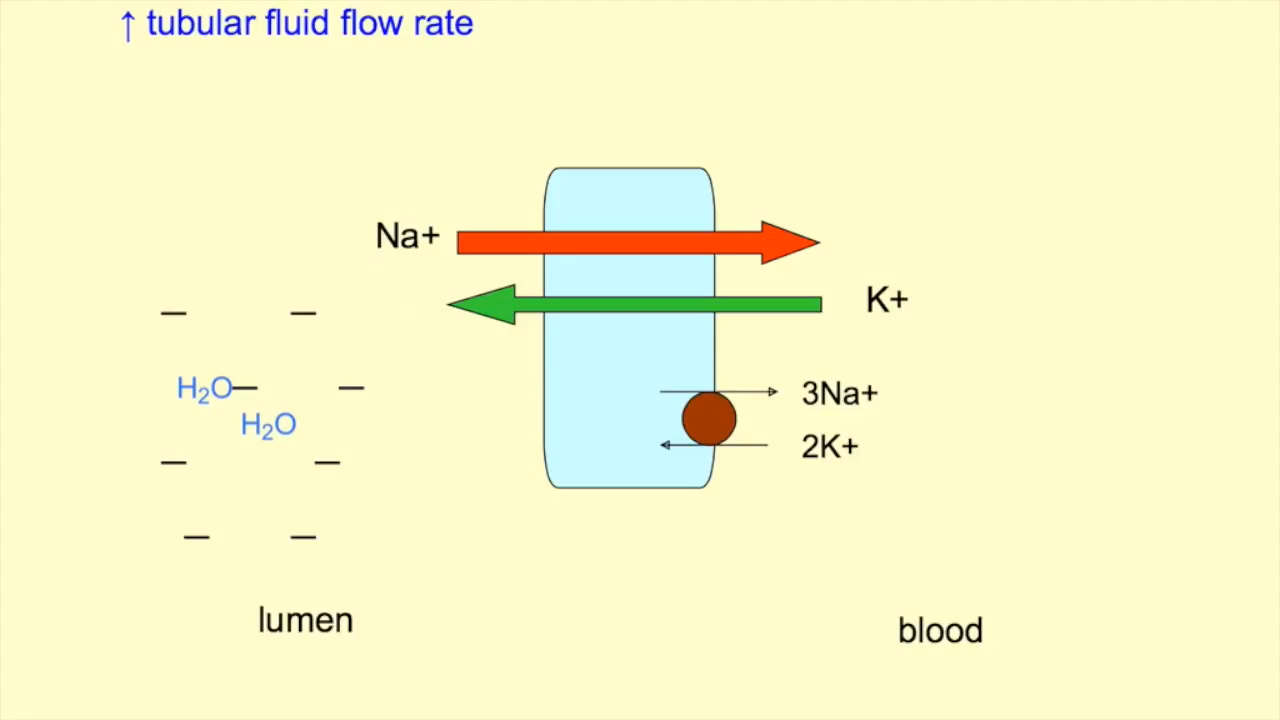 ↑ tubular fluid flow rate
Na+
K+
H₂O
3Na+
H₂O
2K+
lumen
blood